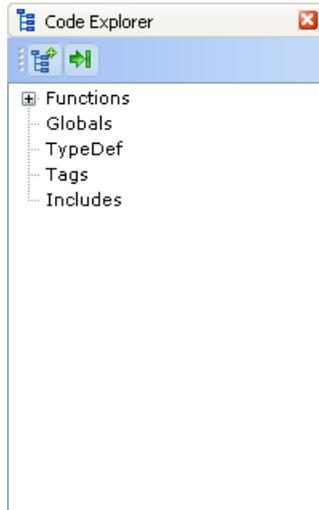 Code Explorer
Functions
Globals
TypeDef
Tags
Includes